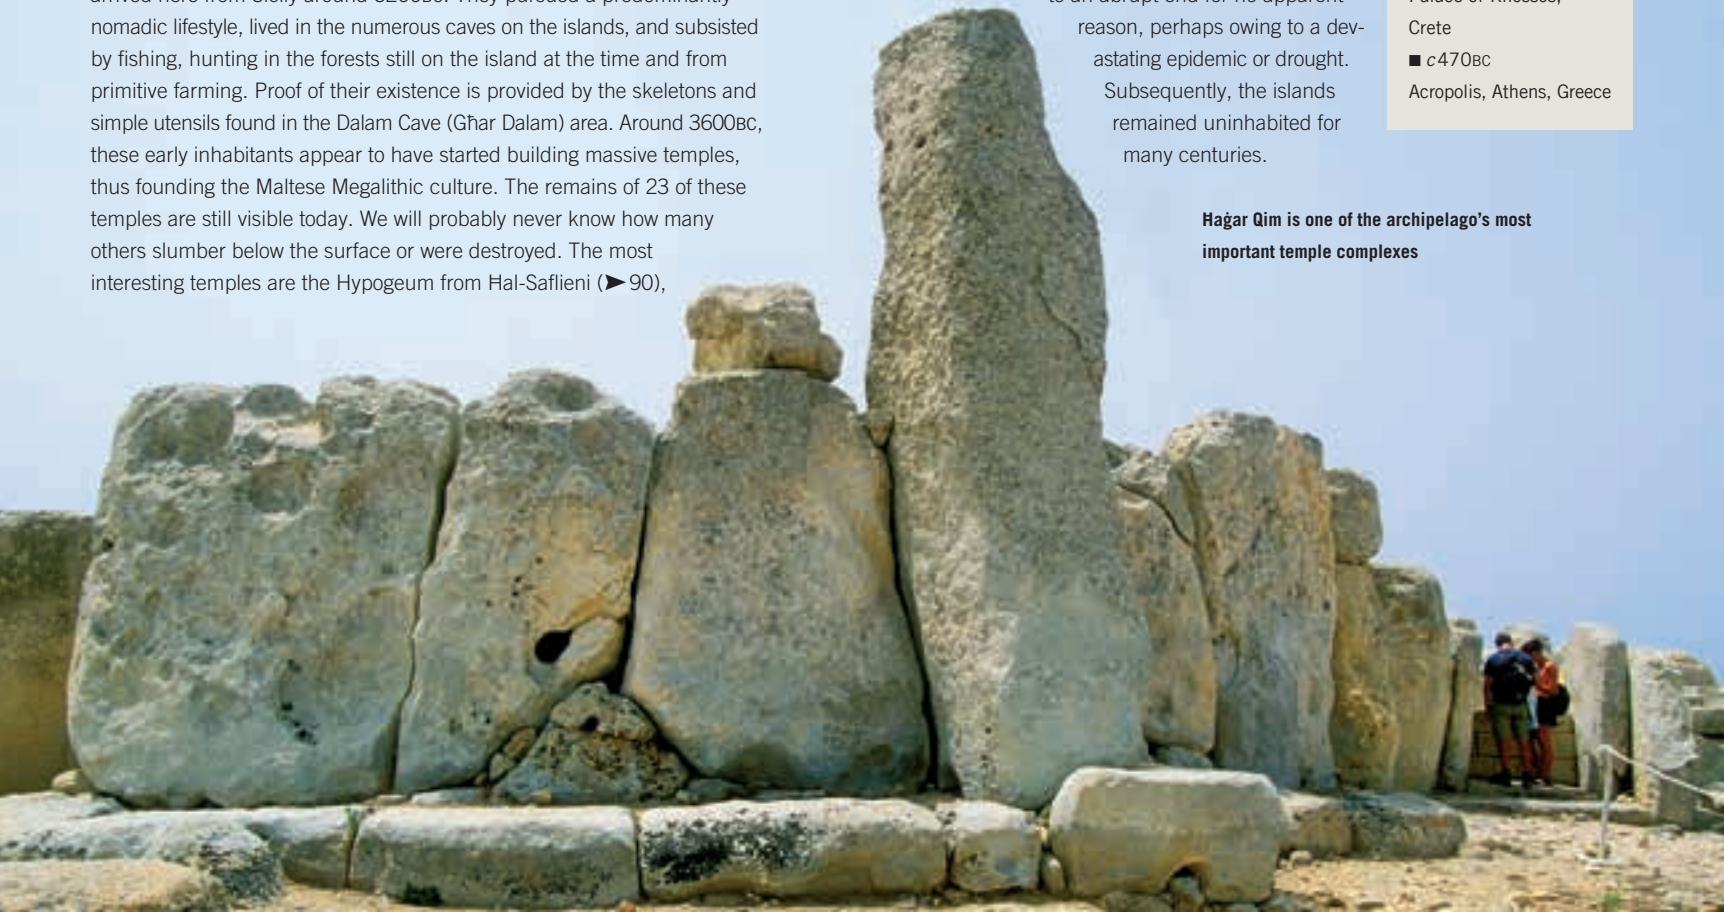 nomadic lifestyle, lived in the numerous caves on the islands, and subsisted
by fishing, hunting in the forests still on the island at the time and from
primitive farming. Proof of their existence is provided by the skeletons and
simple utensils found in the Dalam Cave (Għar Dalam) area. Around 3600BC,
these early inhabitants appear to have started building massive temples,
thus founding the Maltese Megalithic culture. The remains of 23 of these
temples are still visible today. We will probably never know how many
others slumber below the surface or were destroyed. The most
interesting temples are the Hypogeum from Ħal-Saflieni (➤90),
reason, perhaps owing to a dev-
astating epidemic or drought.
Subsequently, the islands
remained uninhabited for
many centuries.
Crete
■ c470BC
Acropolis, Athens, Greece
Haġar Qim is one of the archipelago’s most
important temple complexes